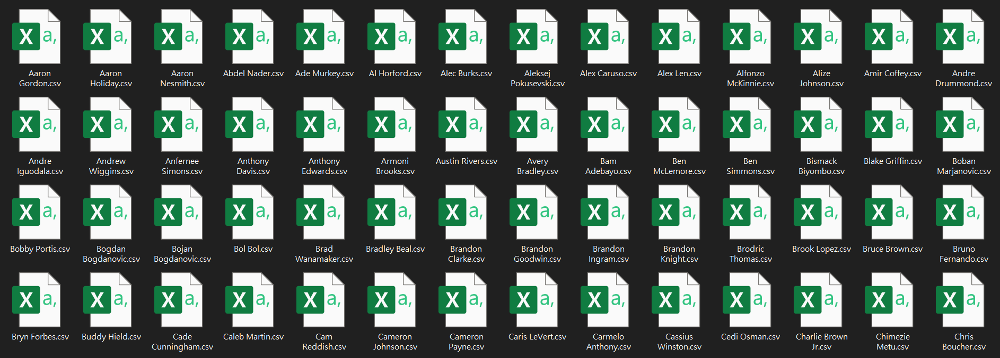 Aaron Gordon.csv
Aaron Holiday.csv
Aaron Nesmith.csv
Abdel Nader.csv
Ade Murkey.csv
Al Horford.csv
Alec Burks.csv
Aleksej Pokusevski.csv
Alex Caruso.csv
Alex Len.csv
Alfonzo McKinnie.csv
Alize Johnson.csv
Amir Coffey.csv
Andre Drummond.csv
Andre Iguodala.csv
Andrew Wiggins.csv
Anfernee Simons.csv
Anthony Davis.csv
Anthony Edwards.csv
Armoni Brooks.csv
Austin Rivers.csv
Avery Bradley.csv
Bam Adebayo.csv
Ben McLemore.csv
Ben Simmons.csv
Bismack Biyombo.csv
Blake Griffin.csv
Boban Marjanovic.csv
Bobby Portis.csv
Bogdan Bogdanovic.csv
Bojan Bogdanovic.csv
Bol Bol.csv
Brad Wanamaker.csv
Bradley Beal.csv
Brandon Clarke.csv
Brandon Goodwin.csv
Brandon Ingram.csv
Brandon Knight.csv
Brodric Thomas.csv
Brook Lopez.csv
Bruce Brown.csv
Bruno Fernando.csv
Bryn Forbes.csv
Buddy Hield.csv
Cade Cunningham.csv
Caleb Martin.csv
Cam Reddish.csv
Cameron Johnson.csv
Cameron Payne.csv
Caris LeVert.csv
Carmelo Anthony.csv
Cassius Winston.csv
Cedi Osman.csv
Charlie Brown Jr.csv
Chimezie Metu.csv
Chris Boucher.csv